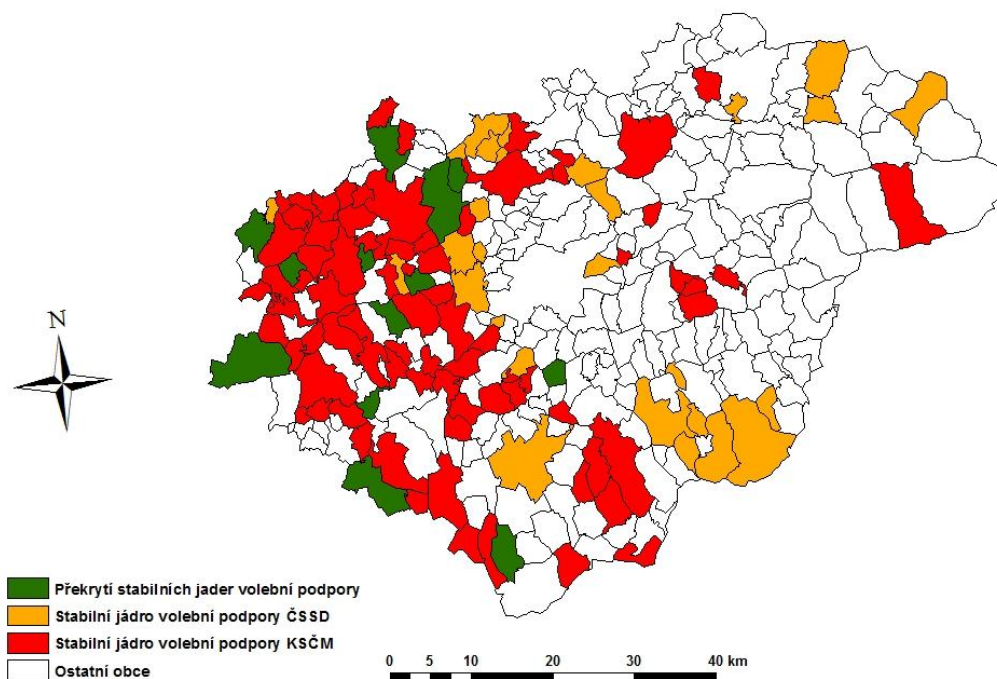 N
Překrytí stabilních jader volební podpory
Stabilní jádro volební podpory ČSSD
Stabilní jádro volební podpory KSČM
Ostatní obce
0 5 10 20 30 40 km